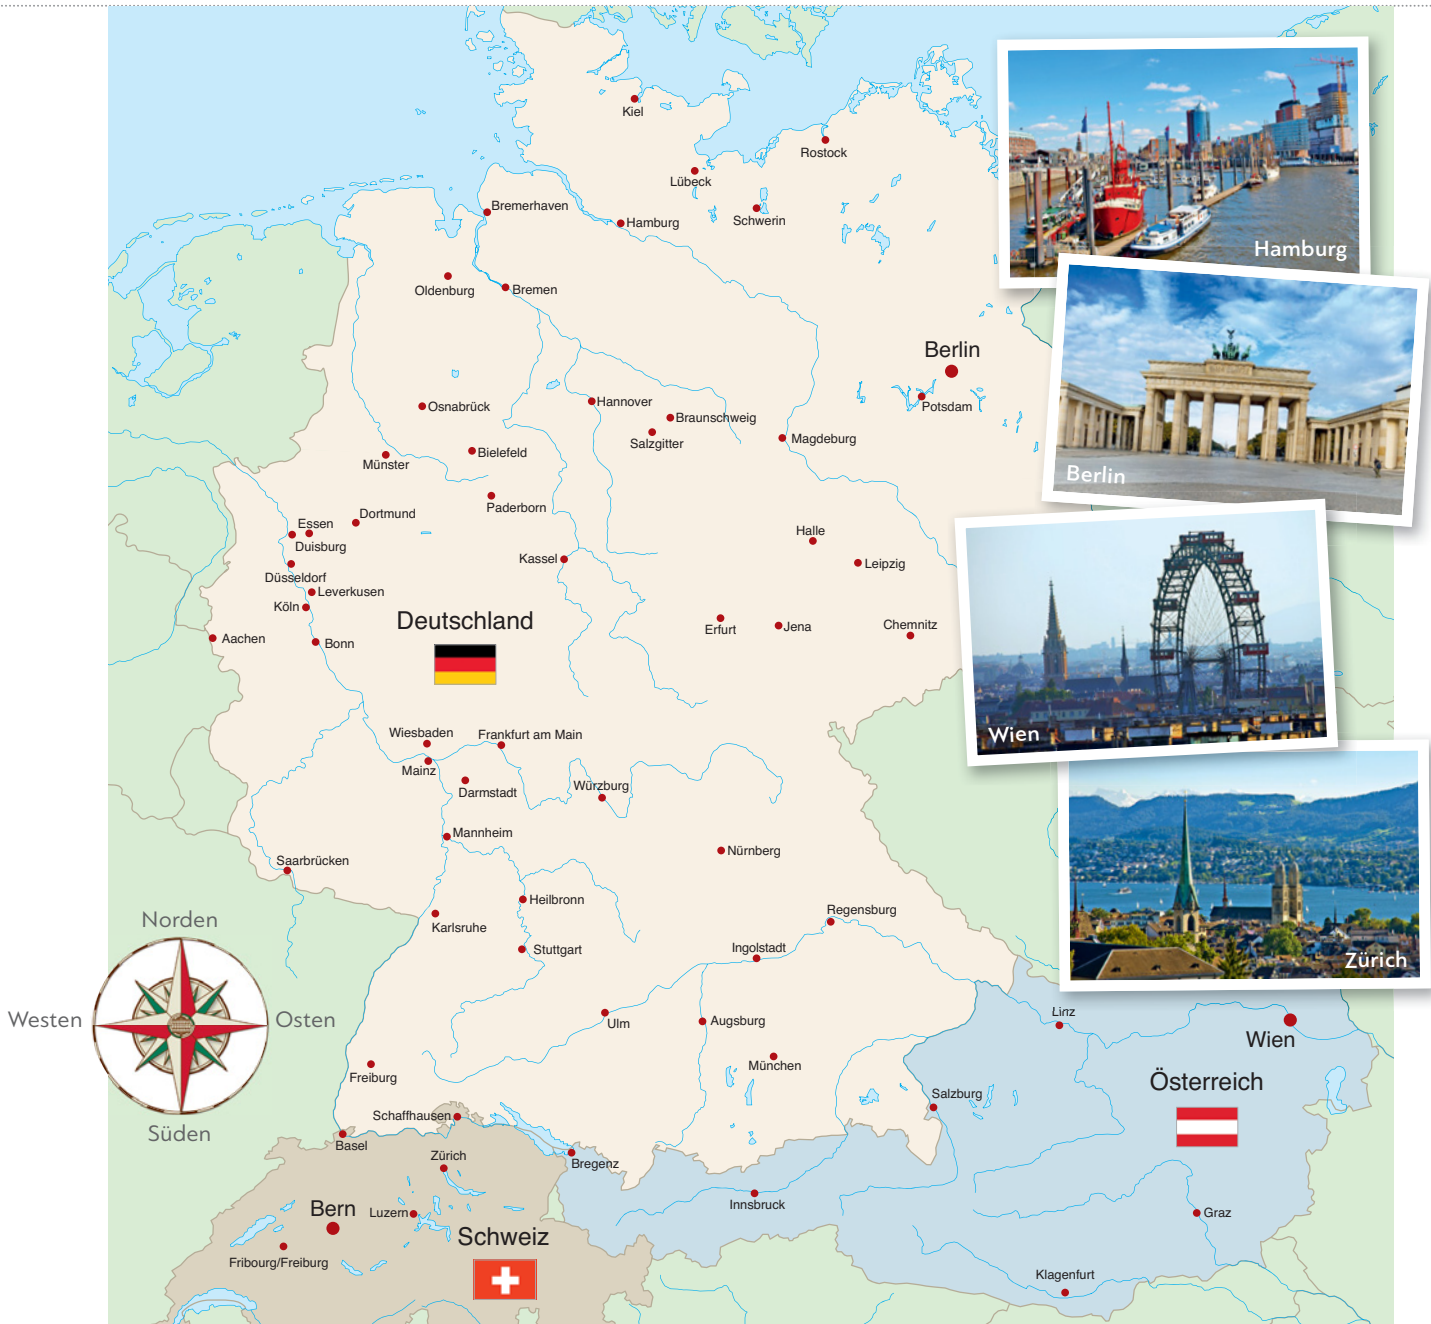 Kiel
Rostock
Lübeck
Schwerin
Bremerhaven
Hamburg
Hamburg
Oldenburg
Bremen
Berlin
Potsdam
Osnabrück
Hannover
Braunschweig
Salzgitter
Magdeburg
Münster
Bielefeld
Berlin
Paderborn
Essen
Dortmund
Duisburg
Halle
Kassel
Leipzig
Düsseldorf
Leverkusen
Köln
Deutschland
Aachen
Bonn
Erfurt
Jena
Chemnitz
Wiesbaden
Frankfurt am Main
Wien
Mainz
Darmstadt
Würzburg
Mannheim
Nürnberg
Saarbrücken
Heilbronn
Regensburg
Norden
Karlsruhe
Stuttgart
Ingolstadt
Zürich
Westen
Osten
Ulm
Augsburg
Linz
Wien
München
Freiburg
Österreich
Salzburg
Schaffhausen
Süden
Basel
Zürich
Bregenz
Bern
Luzern
Innsbruck
Graz
Schweiz
Fribourg/Freiburg
Klagenfurt